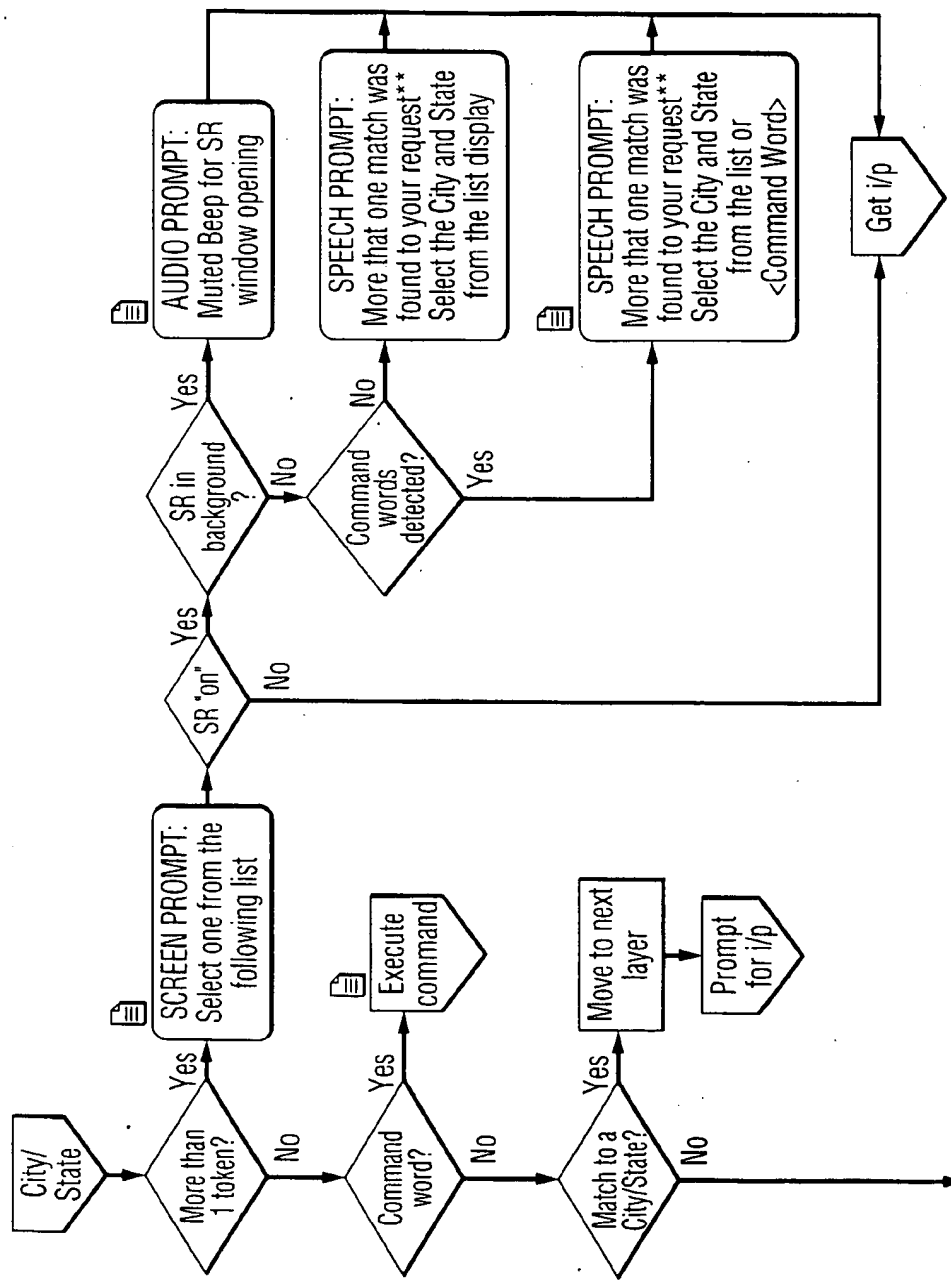 City/
State
More than
1 token?
Yes
No
SCREEN PROMPT:
Select one from the
following list
SR "on"
Yes
No
SR in
background
?
Yes
No
AUDIO PROMPT:
Muted Beep for SR
window opening
Command
words
detected?
No
Yes
SPEECH PROMPT:
More that one match was
found to your request**
Select the City and State
from the list display
SPEECH PROMPT:
More that one match was
found to your request**
Select the City and State
from the list or
<Command Word>
Get i/p
Command
word?
Yes
No
Execute
command
Match to a
City/State?
Yes
No
Move to next
layer
Prompt
for i/p